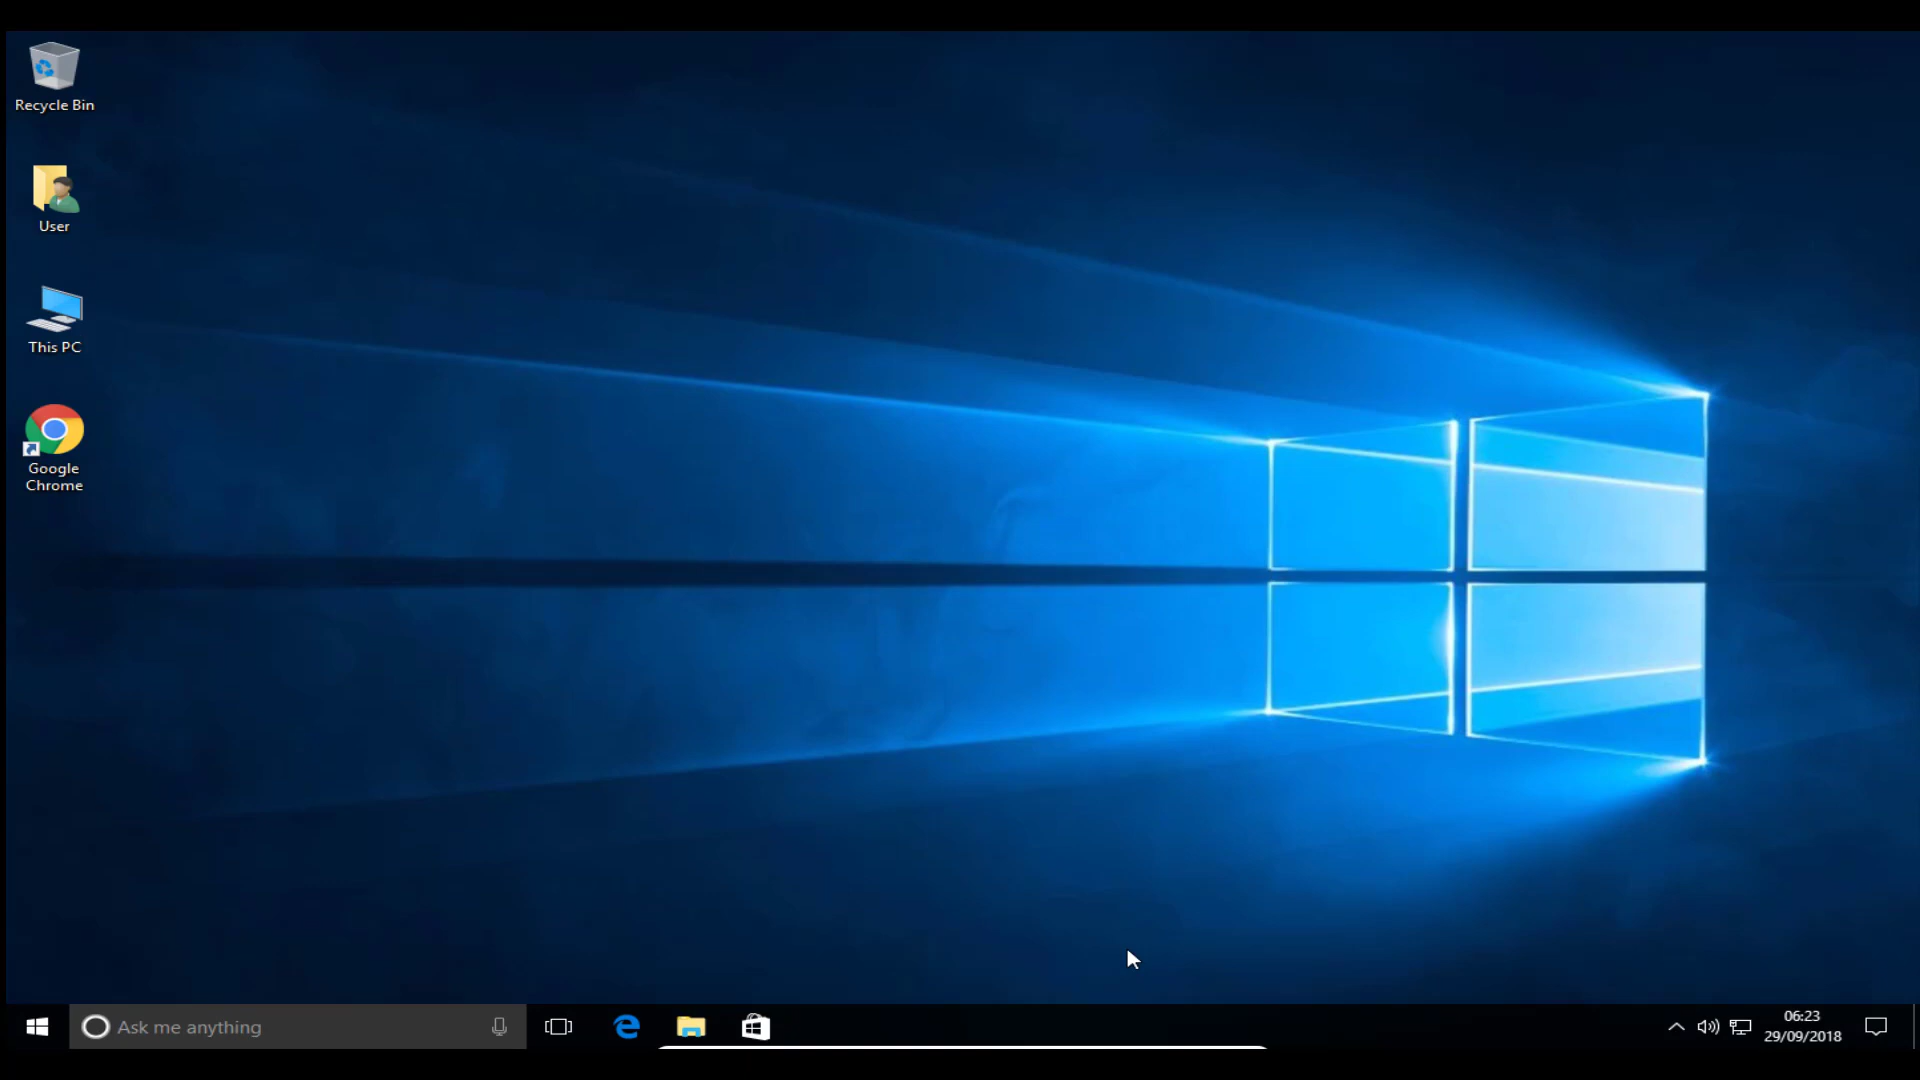 Recycle Bin
User
This PC
Google
Chrome
Ask me anything
06:23
29/09/2018